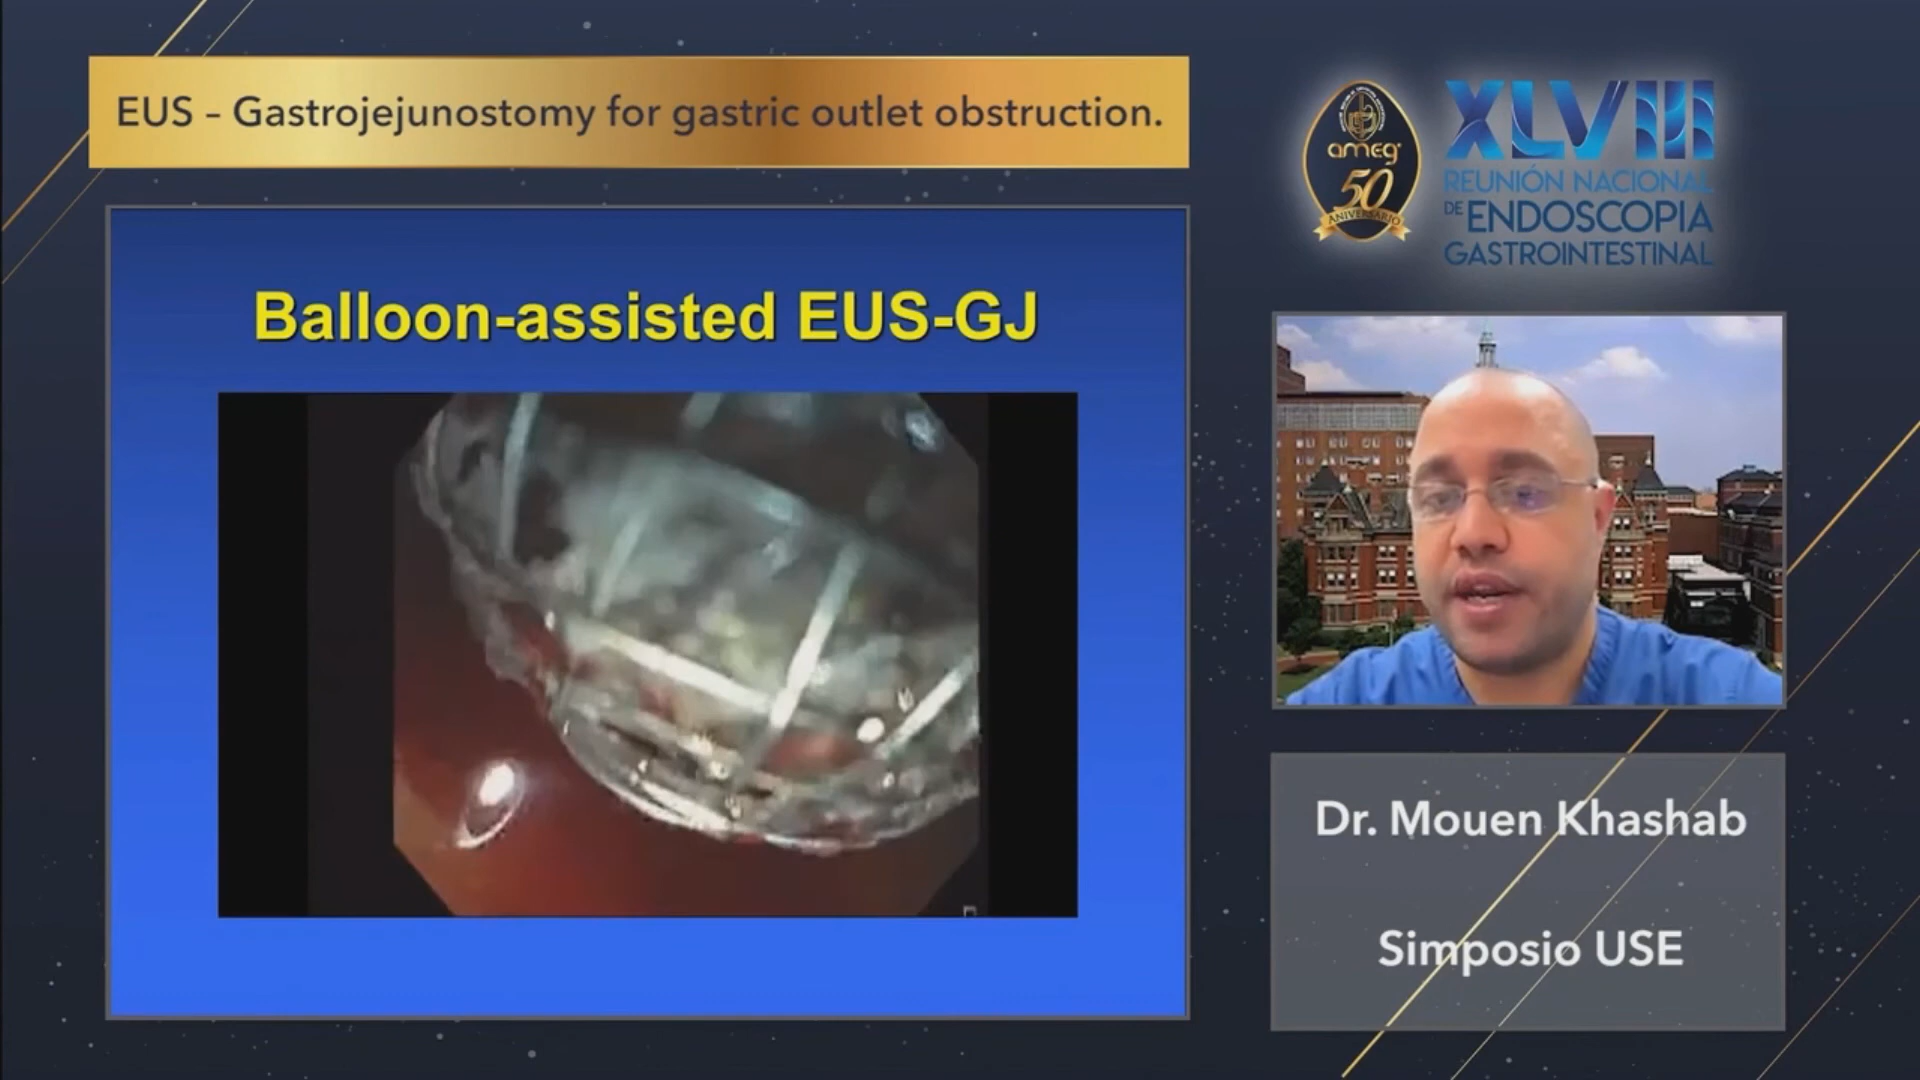 EUS – Gastrojejunostomy for gastric outlet obstruction.
ameg
50
ANIVERSARIO
XLVIII
REUNIÓN NACIONAL
DE ENDOSCOPIA
GASTROINTESTINAL
Balloon-assisted EUS-GJ
Dr. Mouen Khashab
Simposio USE